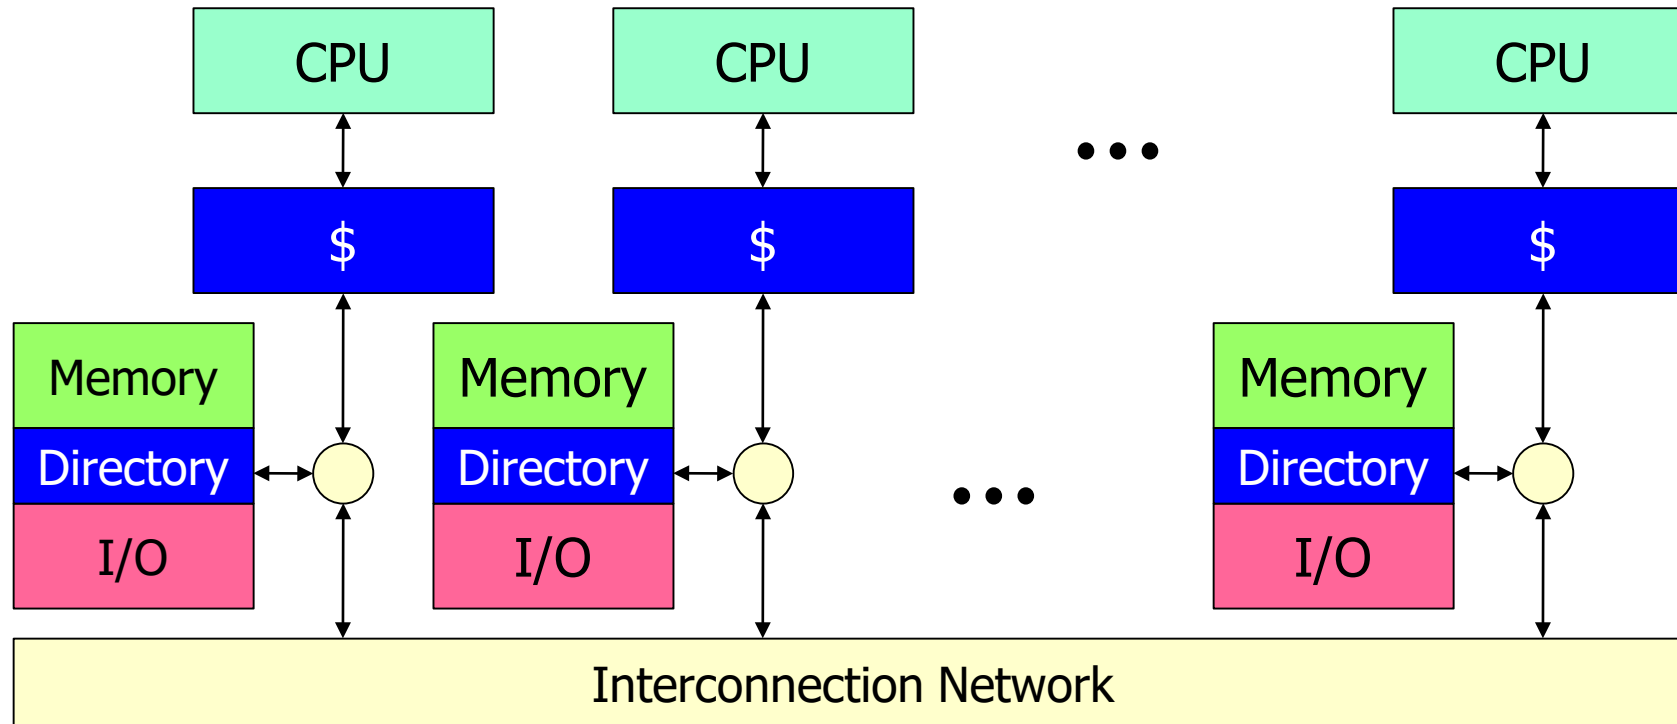 CPU
CPU
CPU
$
$
$
Memory
Directory
I/O
Memory
Directory
I/O
Memory
Directory
I/O
Interconnection Network